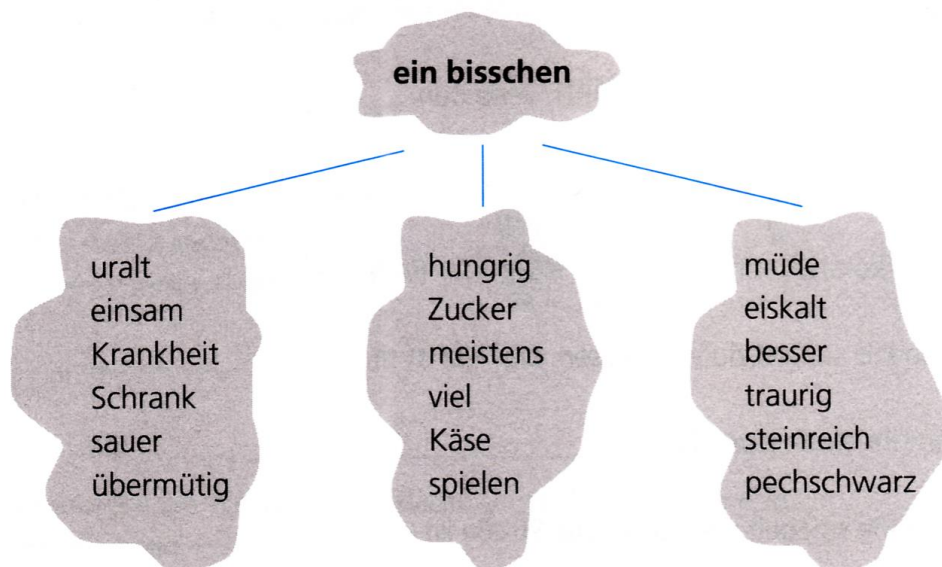 ein bisschen
uralt
einsam
Krankheit
Schrank
sauer
übermütig
hungrig
Zucker
meistens
viel
Käse
spielen
müde
eiskalt
besser
traurig
steinreich
pechschwarz